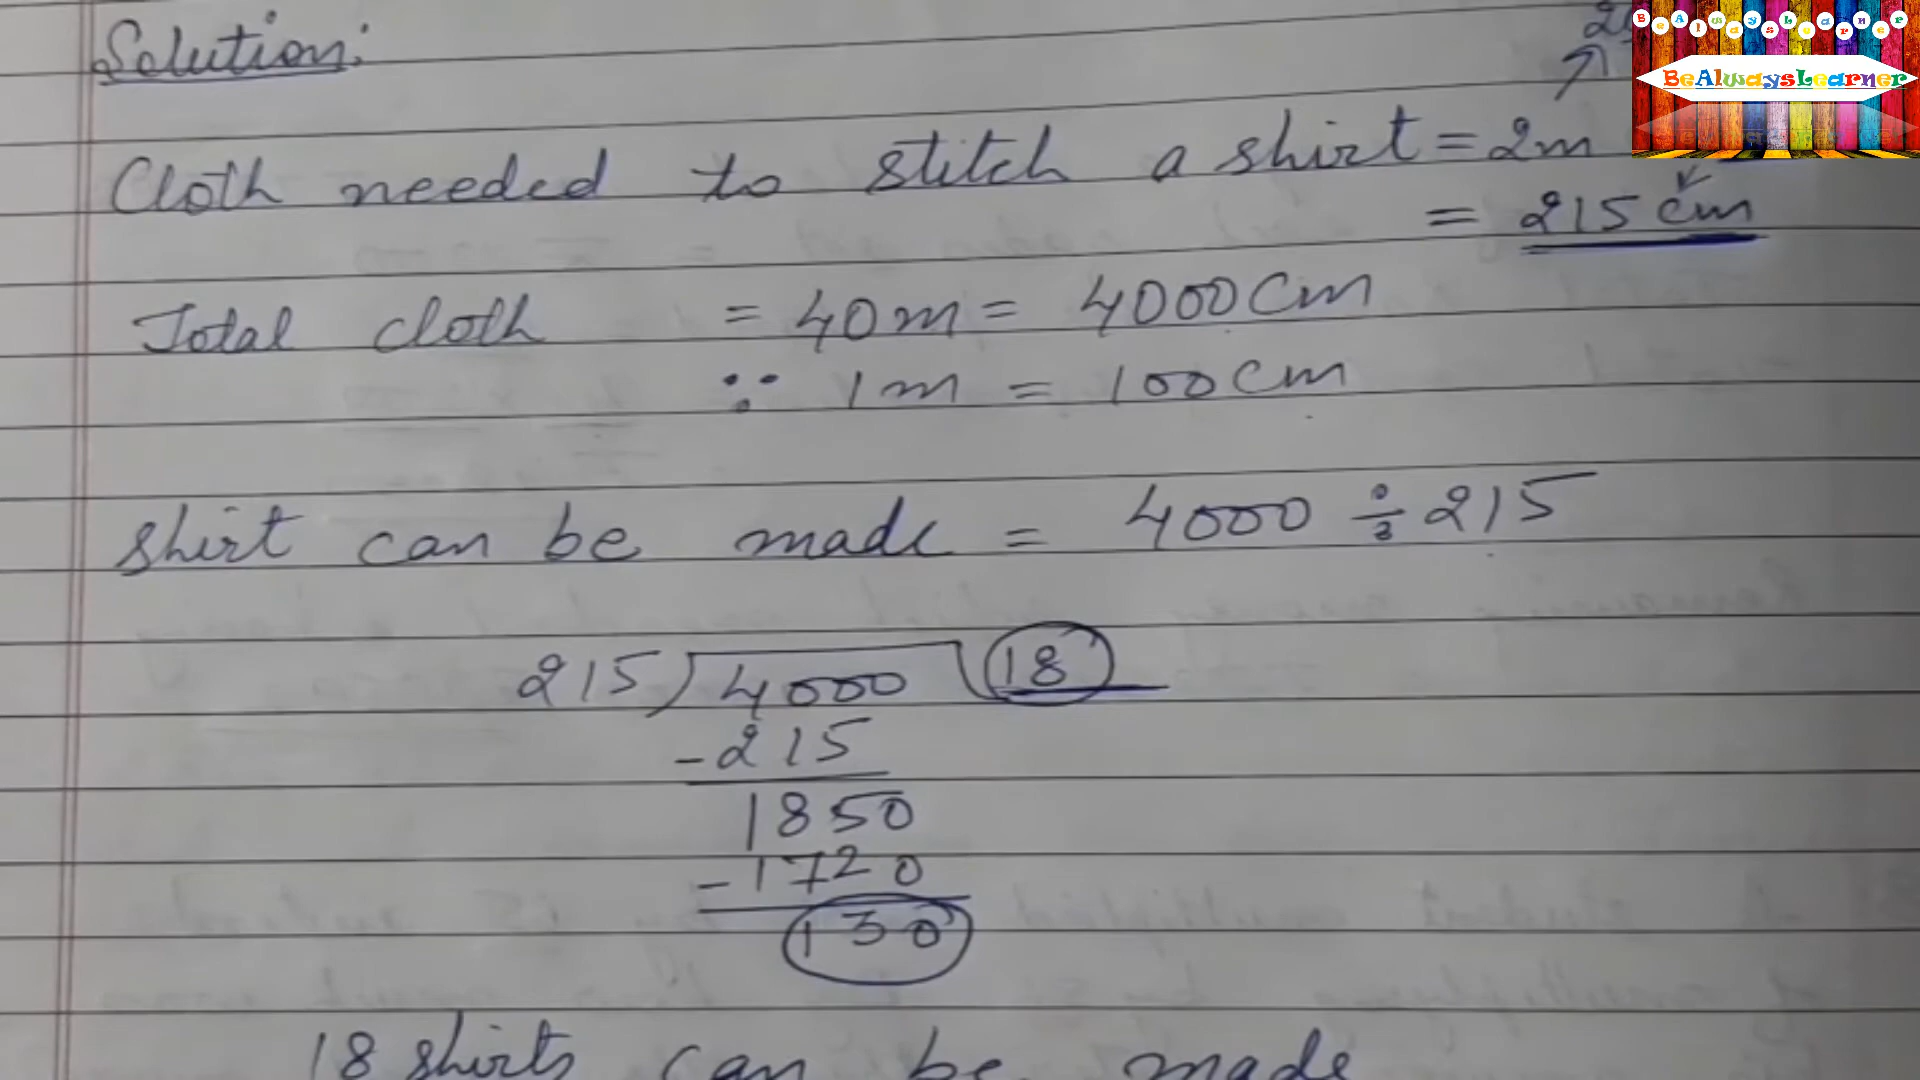 BeAlwaysLearner
BeAlwaysLearner
Solution:
Cloth needed to stitch a shirt = 2m
= 215 cm
Total cloth = 40m = 4000 cm
∵ 1m = 100 cm
Shirt can be made = 4000 ÷ 215
215 ) 4000 ( 18
- 215
1850
- 1720
130
18 shirts can be made